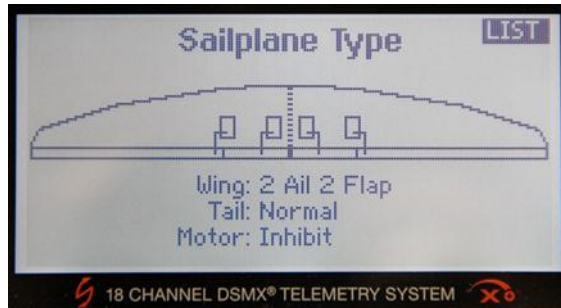 Sailplane Type
LIST
Wing: 2 Ail 2 Flap
Tail: Normal
Motor: Inhibit
18 CHANNEL DSMX® TELEMETRY SYSTEM